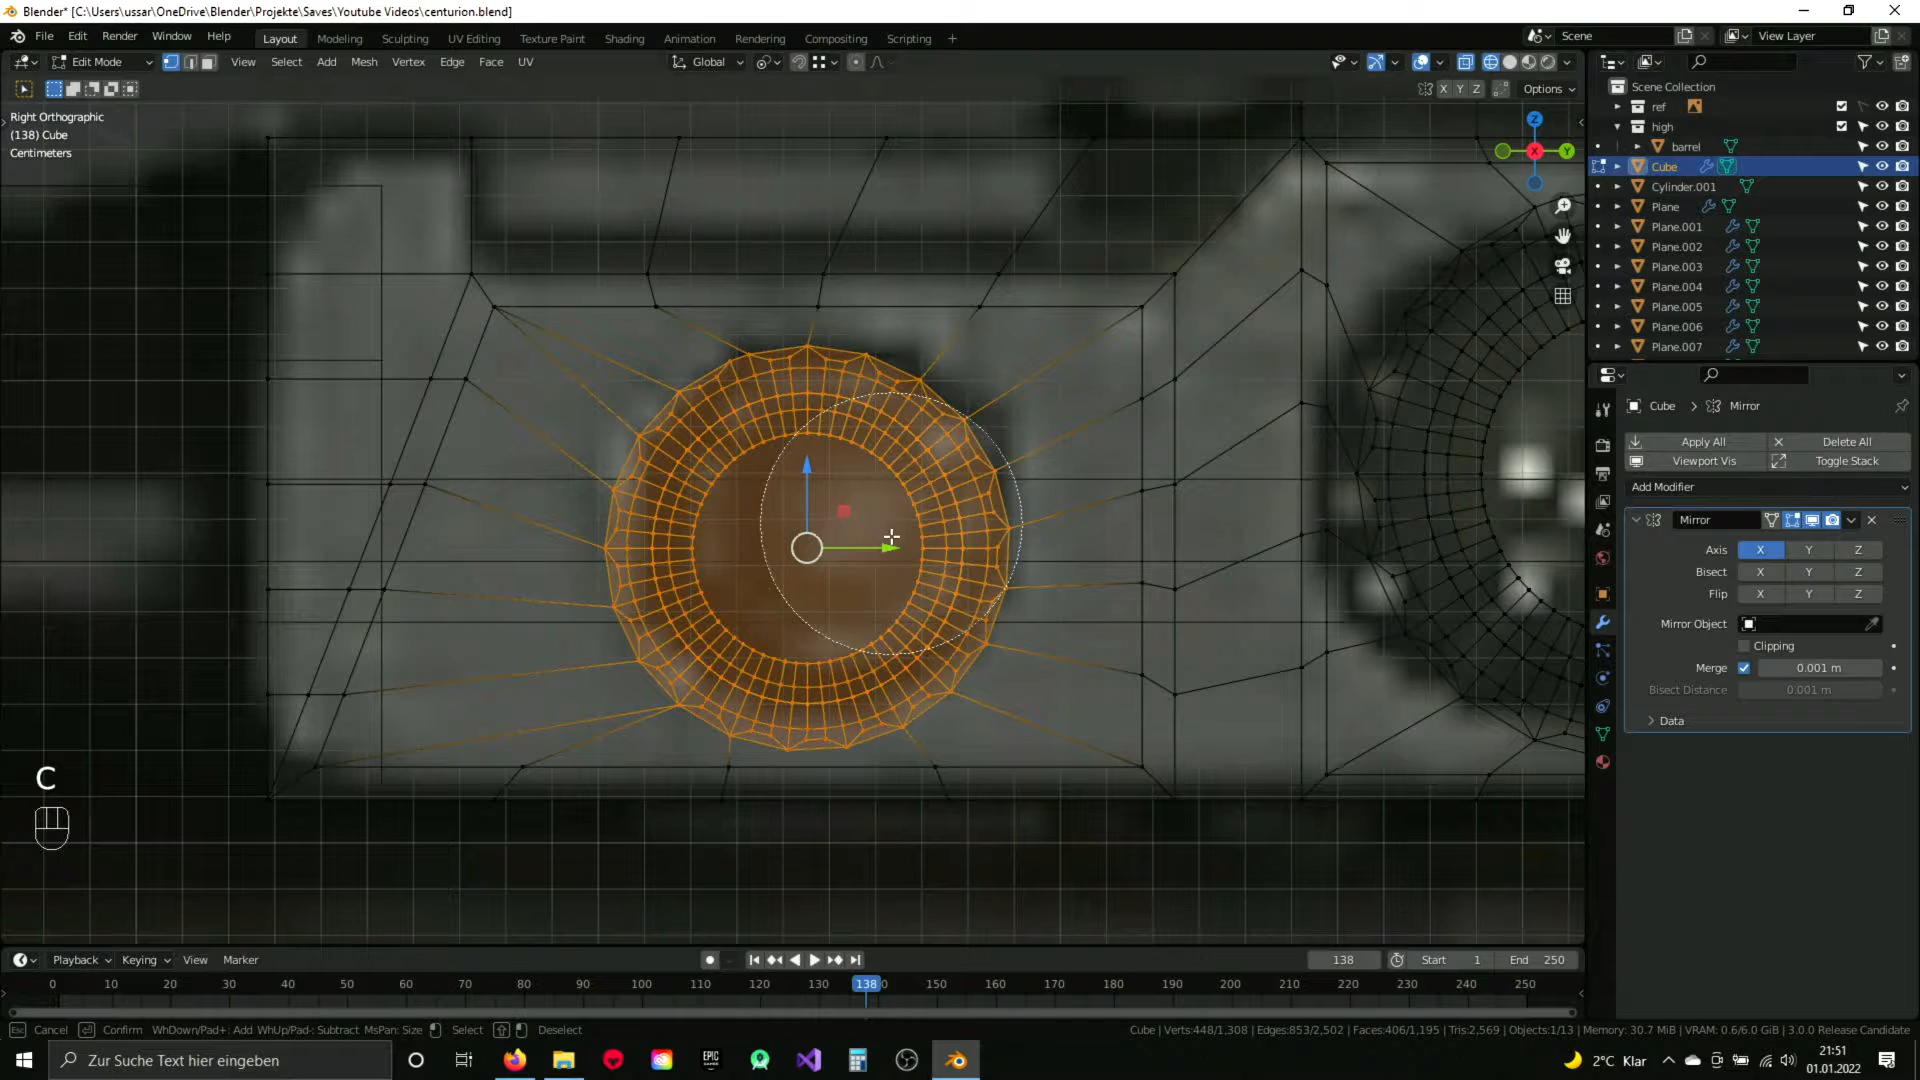 Blender* [C:\Users\ussar\OneDrive\Blender\Projekte\Saves\Youtube Videos\centurion.blend]
File Edit Render Window Help Layout Modeling Sculpting UV Editing Texture Paint Shading Animation Rendering Compositing Scripting + Scene View Layer
Edit Mode View Select Add Mesh Vertex Edge Face UV Global
X Y Z Options
Right Orthographic
(138) Cube
Centimeters
Z
X
Y
Scene Collection
ref
high
barrel
Cube
Cylinder.001
Plane
Plane.001
Plane.002
Plane.003
Plane.004
Plane.005
Plane.006
Plane.007
Cube > Mirror
Apply All Delete All
Viewport Vis Toggle Stack
Add Modifier
Mirror
Axis X Y Z
Bisect X Y Z
Flip X Y Z
Mirror Object
Clipping
Merge 0.001 m
Bisect Distance 0.001 m
Data
C
Playback Keying View Marker 138 Start 1 End 250
0 10 20 30 40 50 60 70 80 90 100 110 120 130 138 0 150 160 170 180 190 200 210 220 230 240 250
Esc Cancel Confirm WhDown/Pad+: Add WhUp/Pad-: Subtract MsPan: Size Select Deselect
Cube | Verts:448/1,308 | Edges:853/2,502 | Faces:406/1,195 | Tris:2,569 | Objects:1/13 | Memory: 30.7 MiB | VRAM: 0.6/6.0 GiB | 3.0.0 Release Candidate
Zur Suche Text hier eingeben
EPIC
GAMES
2°C Klar
21:51
01.01.2022